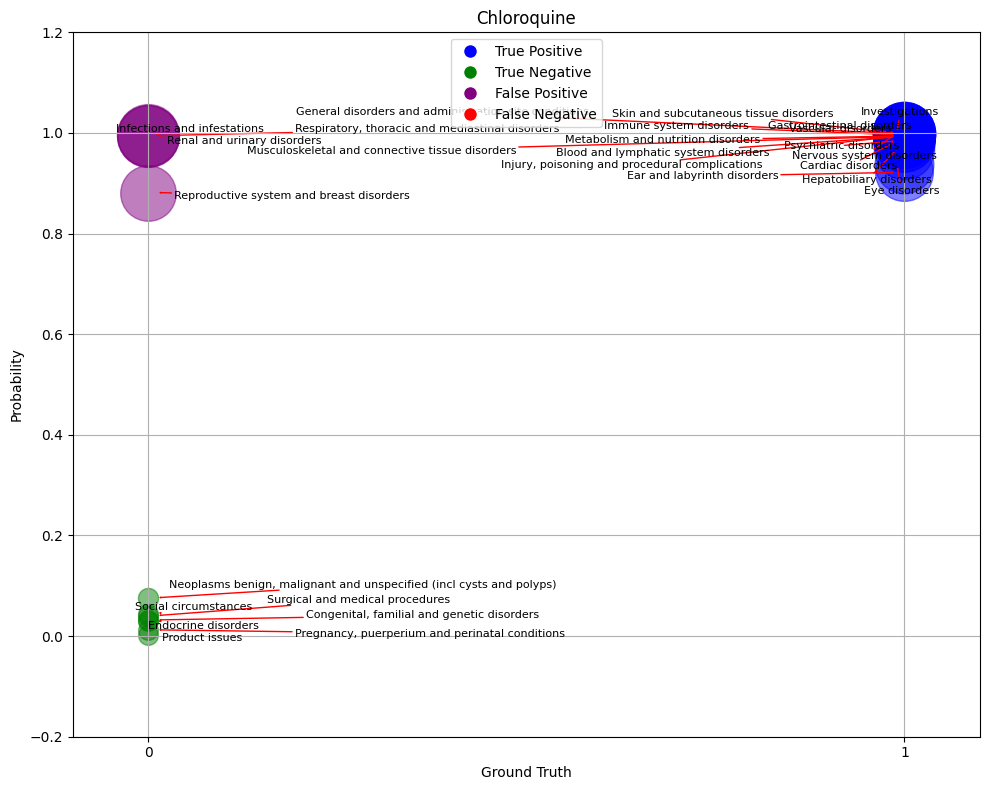 Chloroquine
1.2
True Positive
True Negative
False Positive
False Negative
General disorders and administration site conditions
Skin and subcutaneous tissue disorders
Investigations
Infections and infestations
Respiratory, thoracic and mediastinal disorders
Immune system disorders
Gastrointestinal disorders
Vascular disorders
1.0
Renal and urinary disorders
Metabolism and nutrition disorders
Psychiatric disorders
Musculoskeletal and connective tissue disorders
Blood and lymphatic system disorders
Nervous system disorders
Injury, poisoning and procedural complications
Cardiac disorders
Ear and labyrinth disorders
Hepatobiliary disorders
Eye disorders
Reproductive system and breast disorders
0.8
0.6
Probability
0.4
0.2
Neoplasms benign, malignant and unspecified (incl cysts and polyps)
Surgical and medical procedures
Social circumstances
Congenital, familial and genetic disorders
Endocrine disorders
Pregnancy, puerperium and perinatal conditions
Product issues
0.0
−0.2
0
1
Ground Truth